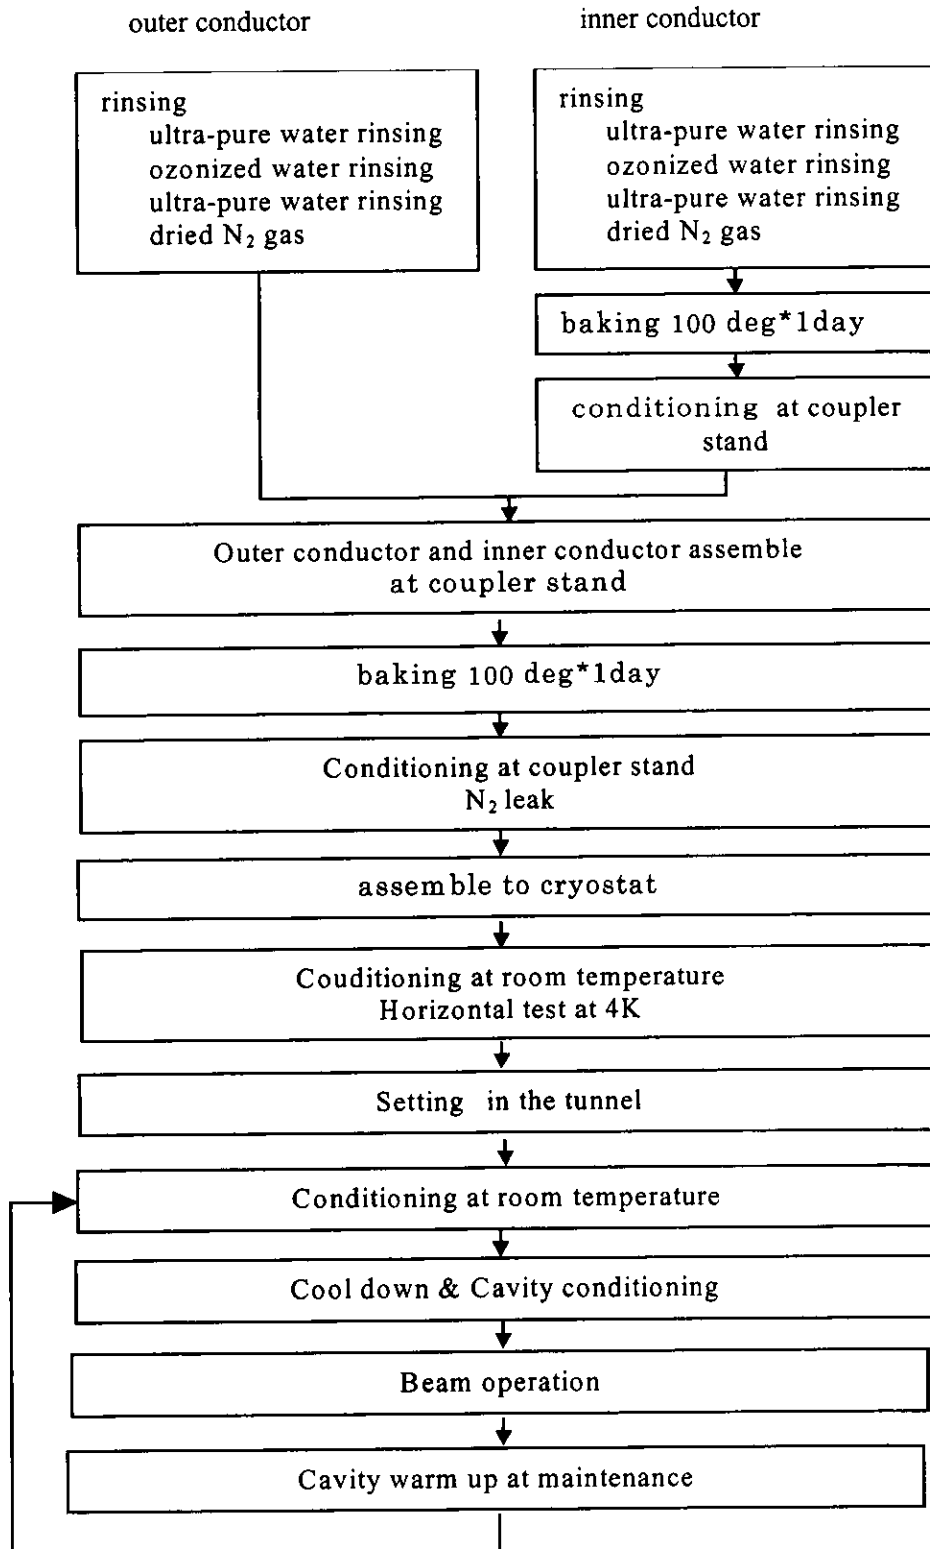 outer conductor
inner conductor
rinsing
ultra-pure water rinsing
ozonized water rinsing
ultra-pure water rinsing
dried N₂ gas
rinsing
ultra-pure water rinsing
ozonized water rinsing
ultra-pure water rinsing
dried N₂ gas
baking 100 deg*1day
conditioning at coupler
stand
Outer conductor and inner conductor assemble
at coupler stand
baking 100 deg*1day
Conditioning at coupler stand
N₂ leak
assemble to cryostat
Couditioning at room temperature
Horizontal test at 4K
Setting in the tunnel
Conditioning at room temperature
Cool down & Cavity conditioning
Beam operation
Cavity warm up at maintenance